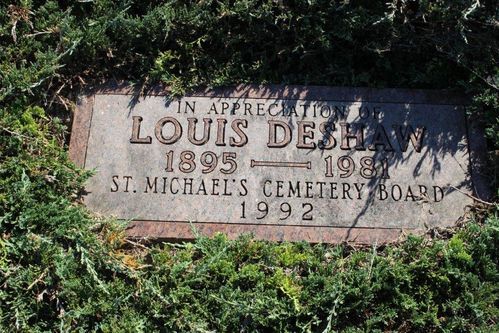 IN APPRECIATION OF
LOUIS DESHAW
1895 — 1981
ST. MICHAEL'S CEMETERY BOARD
1992